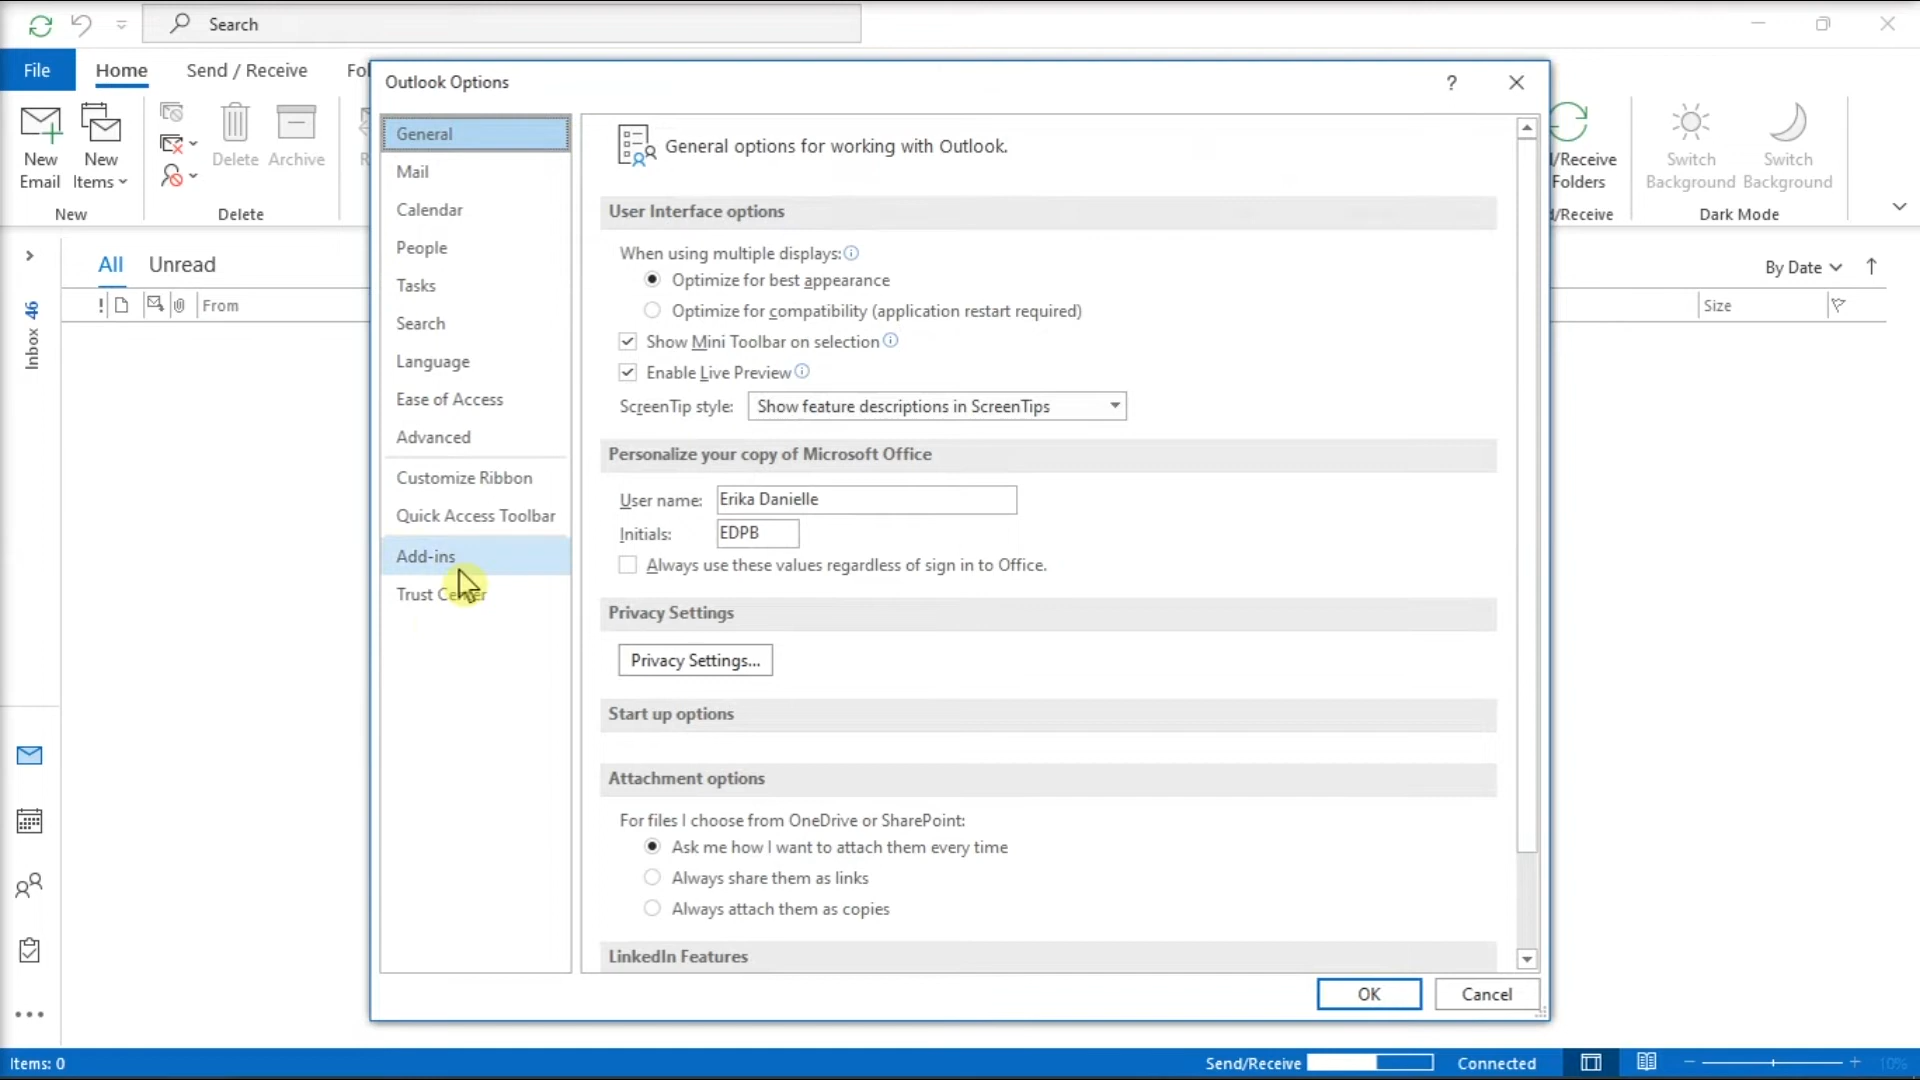 Search
File
Home
Send / Receive
Fol
New
Email
New
Items
New
Delete
Archive
Delete
/Receive
Folders
/Receive
Switch
Background
Switch
Background
Dark Mode
Inbox 46
All
Unread
By Date
! From
Size
Outlook Options
?
General
Mail
Calendar
People
Tasks
Search
Language
Ease of Access
Advanced
Customize Ribbon
Quick Access Toolbar
Add-ins
Trust Center
General options for working with Outlook.
User Interface options
When using multiple displays:
Optimize for best appearance
Optimize for compatibility (application restart required)
Show Mini Toolbar on selection
Enable Live Preview
ScreenTip style: Show feature descriptions in ScreenTips
Personalize your copy of Microsoft Office
User name: Erika Danielle
Initials: EDPB
Always use these values regardless of sign in to Office.
Privacy Settings
Privacy Settings...
Start up options
Attachment options
For files I choose from OneDrive or SharePoint:
Ask me how I want to attach them every time
Always share them as links
Always attach them as copies
LinkedIn Features
OK
Cancel
Items: 0
Send/Receive
Connected
10%